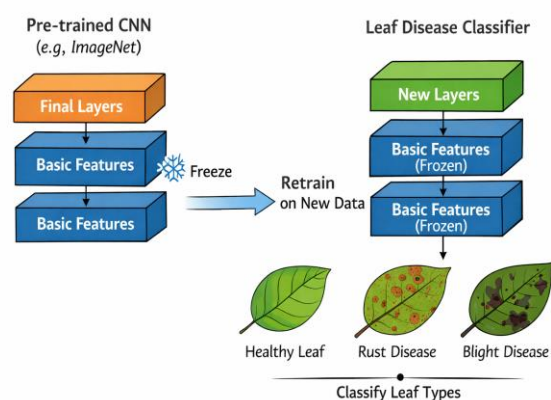 Pre-trained CNN
(e.g, ImageNet)
Final Layers
Basic Features
Freeze
Basic Features
Retrain
on New Data
Leaf Disease Classifier
New Layers
Basic Features
(Frozen)
Basic Features
(Frozen)
Healthy Leaf
Rust Disease
Blight Disease
Classify Leaf Types